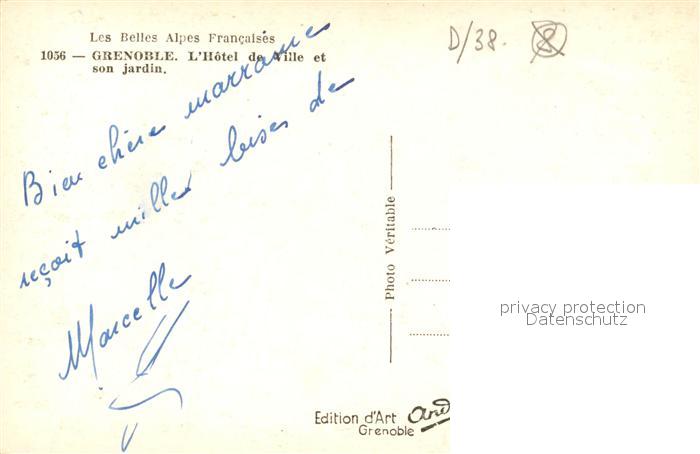 Les Belles Alpes Françaises
1056 — GRENOBLE. L'Hôtel de Ville et
son jardin.
D/38.
Bien chère marraine
reçoit mille bises de
Marcelle
Photo Véritable
privacy protection
Datenschutz
Edition d'Art
Grenoble